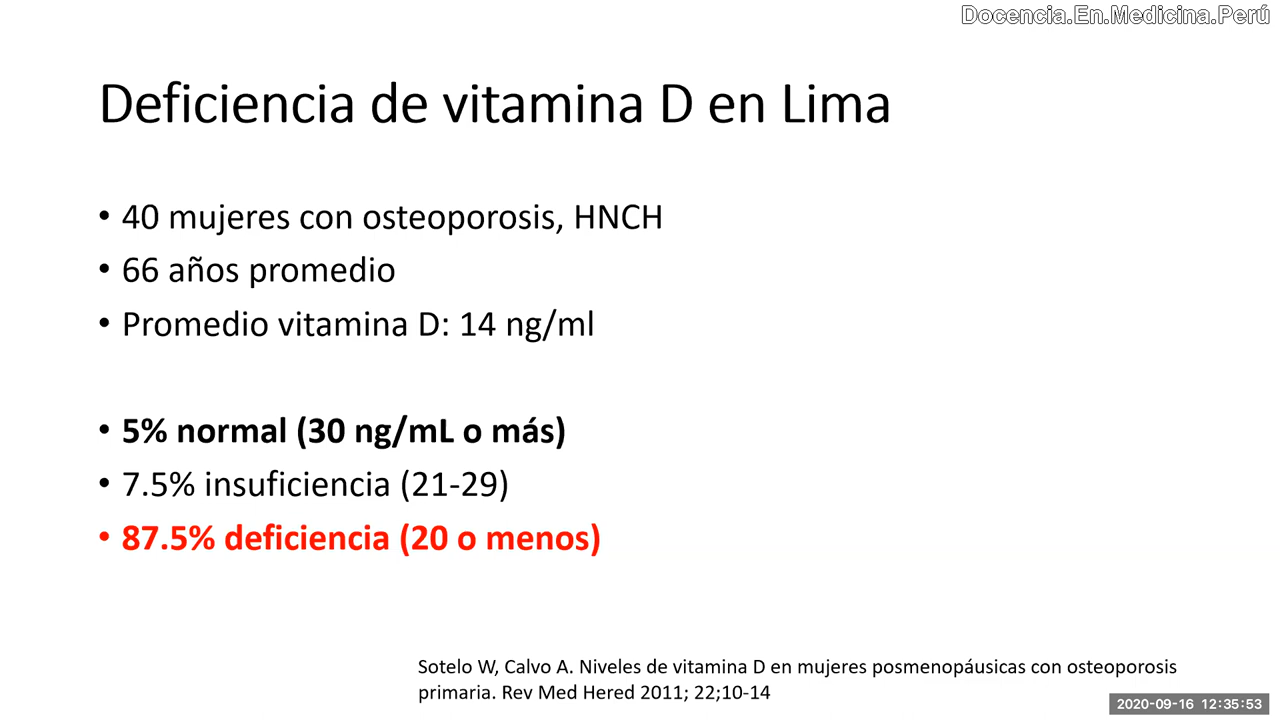 Docencia.En.Medicina.Perú
Deficiencia de vitamina D en Lima
• 40 mujeres con osteoporosis, HNCH
• 66 años promedio
• Promedio vitamina D: 14 ng/ml
• 5% normal (30 ng/mL o más)
• 7.5% insuficiencia (21-29)
• 87.5% deficiencia (20 o menos)
Sotelo W, Calvo A. Niveles de vitamina D en mujeres posmenopáusicas con osteoporosis
primaria. Rev Med Hered 2011; 22;10-14
2020-09-16 12:35:53